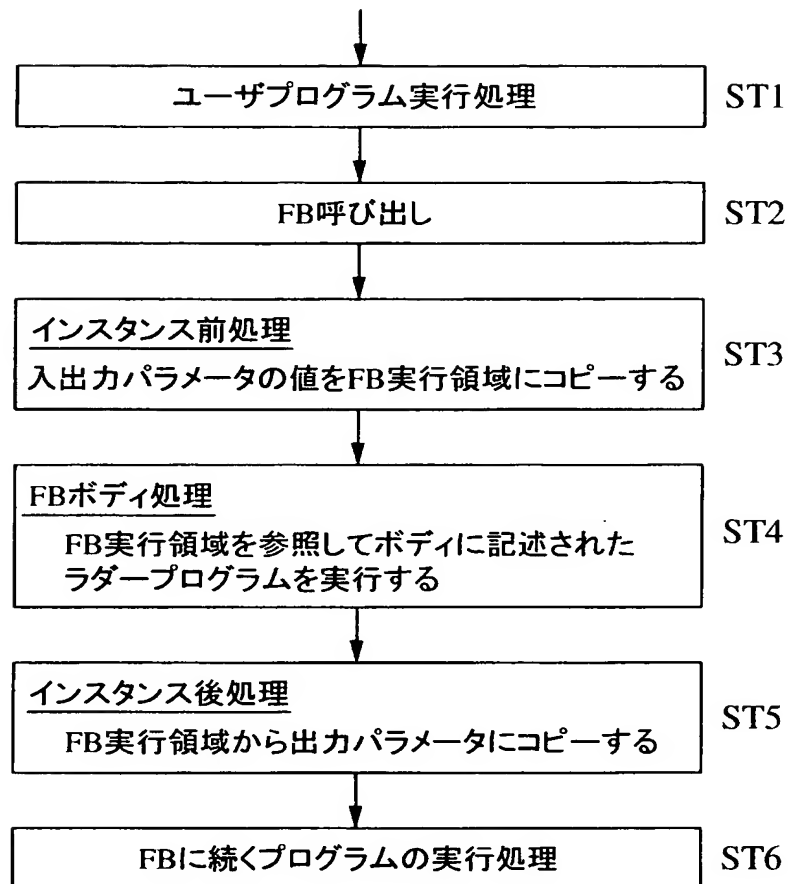 ユーザプログラム実行処理 ST1
FB呼び出し ST2
インスタンス前処理
入出力パラメータの値をFB実行領域にコピーする
ST3
FBボディ処理
FB実行領域を参照してボディに記述された
ラダープログラムを実行する
ST4
インスタンス後処理
FB実行領域から出力パラメータにコピーする
ST5
FBに続くプログラムの実行処理 ST6